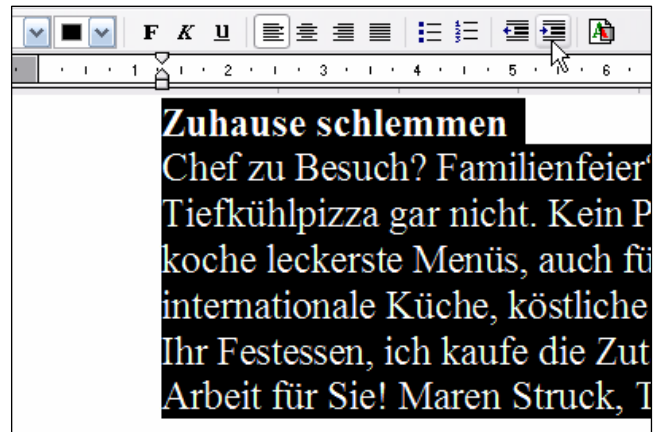 F K U
1 2 3 4 5 6
Zuhause schlemmen
Chef zu Besuch? Familienfeier
Tiefkühlpizza gar nicht. Kein P
koche leckerste Menüs, auch fü
internationale Küche, köstliche
Ihr Festessen, ich kaufe die Zut
Arbeit für Sie! Maren Struck, T